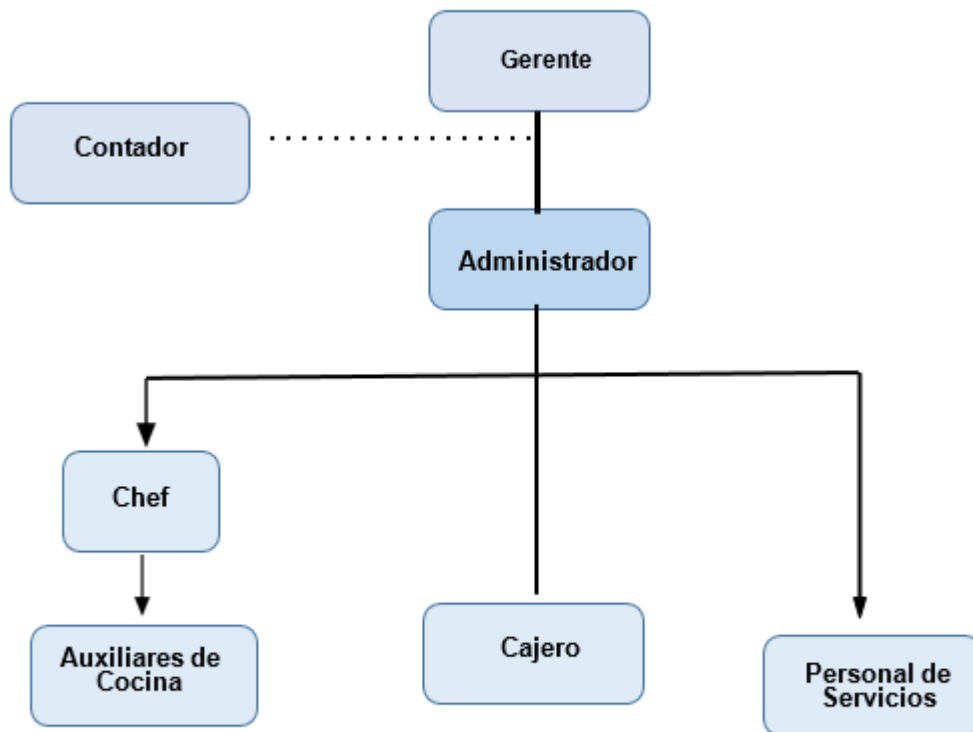 Gerente
Contador
Administrador
Chef
Auxiliares de
Cocina
Cajero
Personal de
Servicios